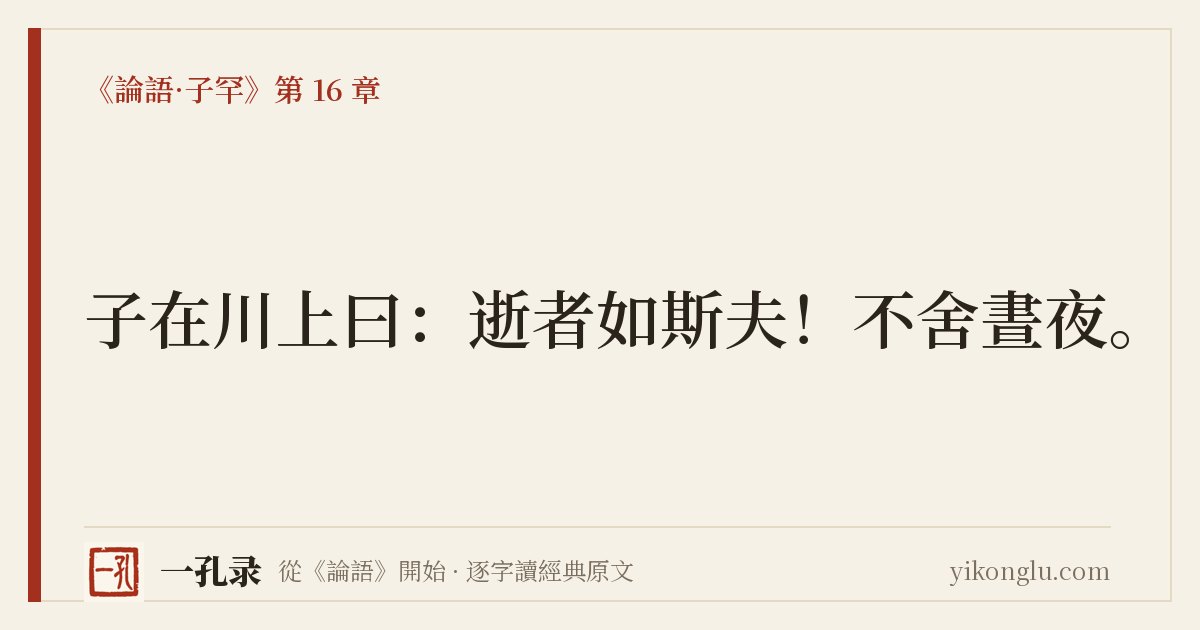 《論語·子罕》第 16 章
子在川上曰：逝者如斯夫！不舍晝夜。
一孔
一孔录 從《論語》開始 · 逐字讀經典原文
yikonglu.com